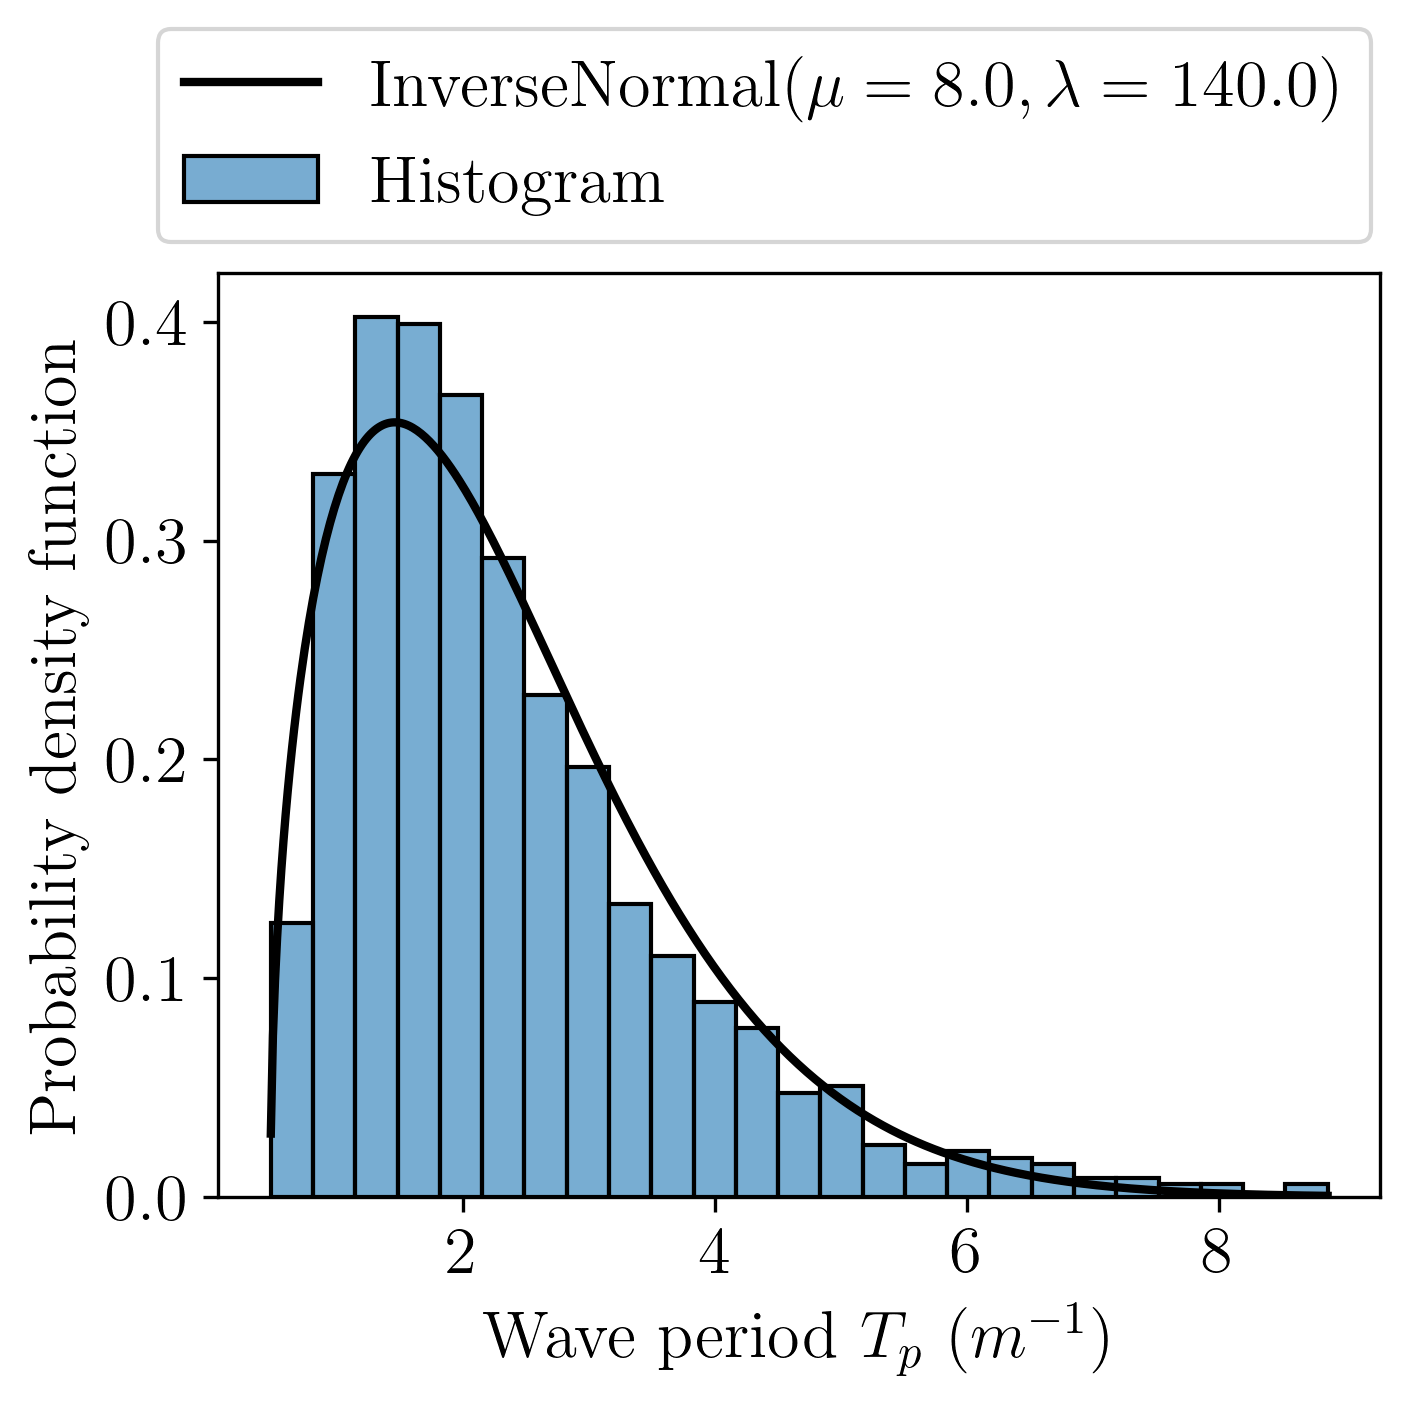 InverseNormal(μ = 8.0, λ = 140.0)
Histogram
Probability density function
0.4
0.3
0.2
0.1
0.0
2 4 6 8
Wave period Tₚ (m⁻¹)